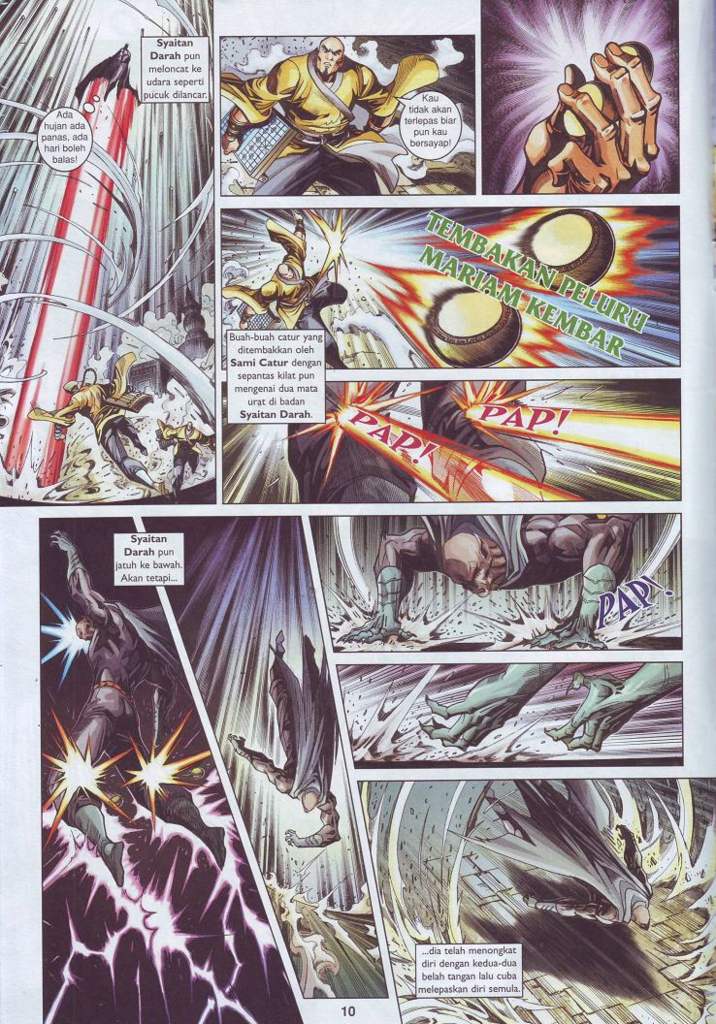 Syaitan
Darah pun
meloncat ke
udara seperti
pucuk dilancar.
Ada
hujan ada
panas, ada
hari boleh
balas!
Kau
tidak akan
terlepas biar
pun kau
bersayap!
TEMBAKAN PELURU
MARIAM KEMBAR
Buah-buah catur yang
ditembakkan oleh
Sami Catur dengan
sepantas kilat pun
mengenai dua mata
urat di badan
Syaitan Darah.
PAP!
PAP!
Syaitan
Darah pun
jatuh ke bawah.
Akan tetapi...
PAP!
...dia telah menongkat
diri dengan kedua-dua
belah tangan lalu cuba
melepaskan diri semula.
10